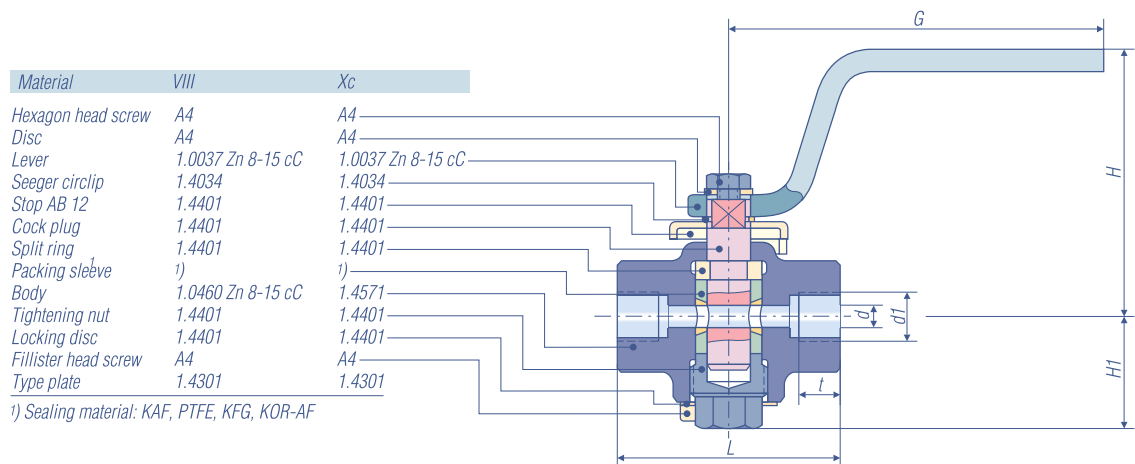 Material VIII Xc
Hexagon head screw A4 A4
Disc A4 A4
Lever 1.0037 Zn 8-15 cC 1.0037 Zn 8-15 cC
Seeger circlip 1.4034 1.4034
Stop AB 12 1.4401 1.4401
Cock plug 1.4401 1.4401
Split ring 1.4401 1.4401
Packing sleeve 1 1) 1)
Body 1.0460 Zn 8-15 cC 1.4571
Tightening nut 1.4401 1.4401
Locking disc 1.4401 1.4401
Fillister head screw A4 A4
Type plate 1.4301 1.4301
1) Sealing material: KAF, PTFE, KFG, KOR-AF
G
H
d
d1
H1
t
L